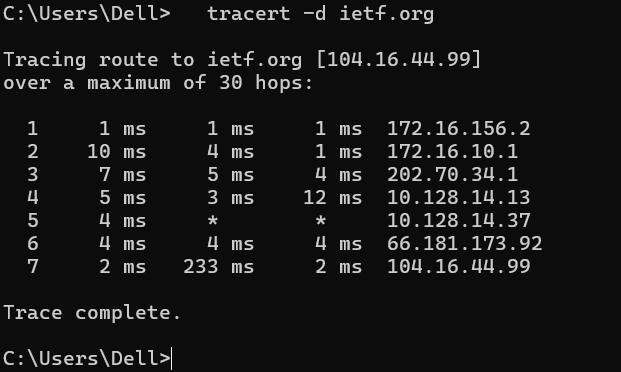 C:\Users\Dell>   tracert -d ietf.org

Tracing route to ietf.org [104.16.44.99]
over a maximum of 30 hops:

  1     1 ms     1 ms     1 ms  172.16.156.2
  2    10 ms     4 ms     1 ms  172.16.10.1
  3     7 ms     5 ms     4 ms  202.70.34.1
  4     5 ms     3 ms    12 ms  10.128.14.13
  5     4 ms     *        *     10.128.14.37
  6     4 ms     4 ms     4 ms  66.181.173.92
  7     2 ms   233 ms     2 ms  104.16.44.99

Trace complete.

C:\Users\Dell>